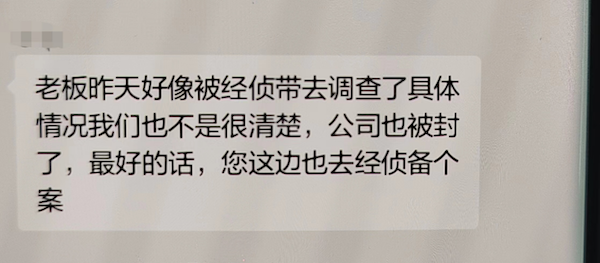 老板昨天好像被经侦带去调查了具体
情况我们也不是很清楚，公司也被封
了，最好的话，您这边也去经侦备个
案